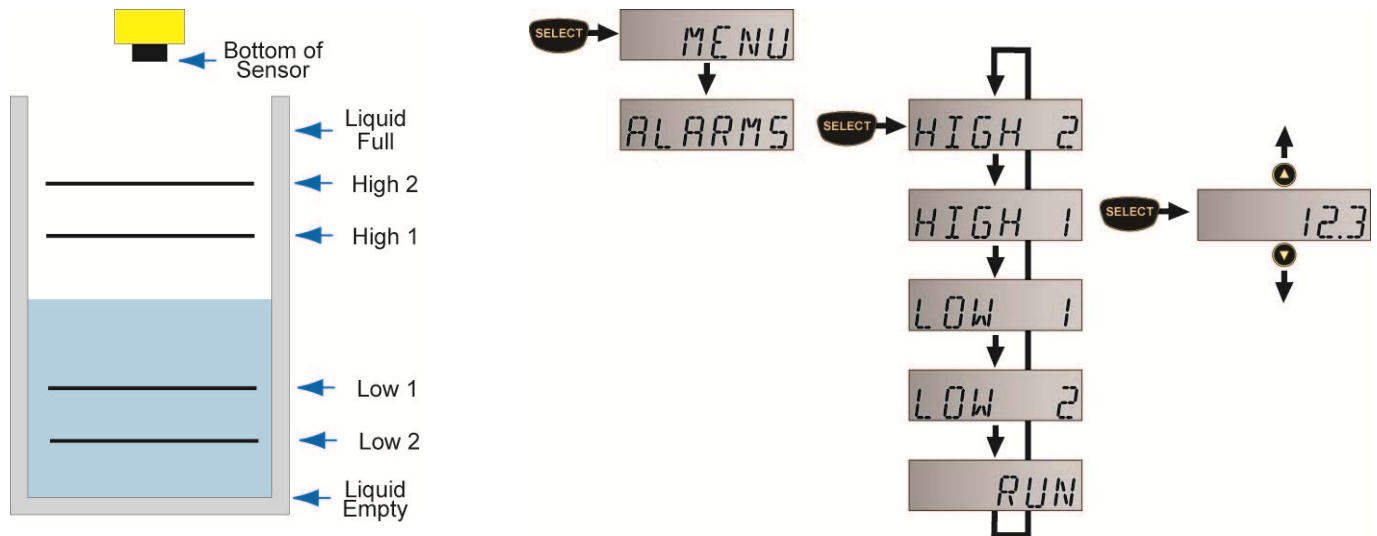 Bottom of
Sensor
Liquid
Full
High 2
High 1
Low 1
Low 2
Liquid
Empty
SELECT
MENU
ALARMS
SELECT
HIGH 2
HIGH 1
SELECT
12.3
LOW 1
LOW 2
RUN